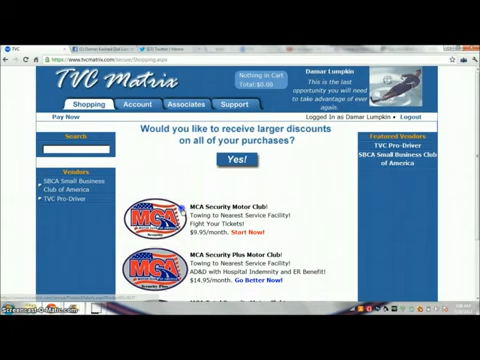 TVC
https://www.tvcmatrix.com/secure/Shopping.aspx
TVC Matrix
Nothing in Cart
Total:$0.00
Damar Lumpkin
This is the last
opportunity you will need
to take advantage of ever
again.
Shopping
Account
Associates
Support
Pay Now
Logged In as Damar Lumpkin
Logout
Search
Vendors
SBCA Small Business
Club of America
TVC Pro-Driver
Would you like to receive larger discounts
on all of your purchases?
Yes!
MCA
MCA Security Motor Club!
Towing to Nearest Service Facility!
Fight Your Tickets!
$9.95/month. Start Now!
MCA
MCA Security Plus Motor Club!
Towing to Nearest Service Facility!
AD&D with Hospital Indemnity and ER Benefit!
$14.95/month. Go Better Now!
Featured Vendors
TVC Pro-Driver
SBCA Small Business Club
of America
Screencast-O-Matic.com